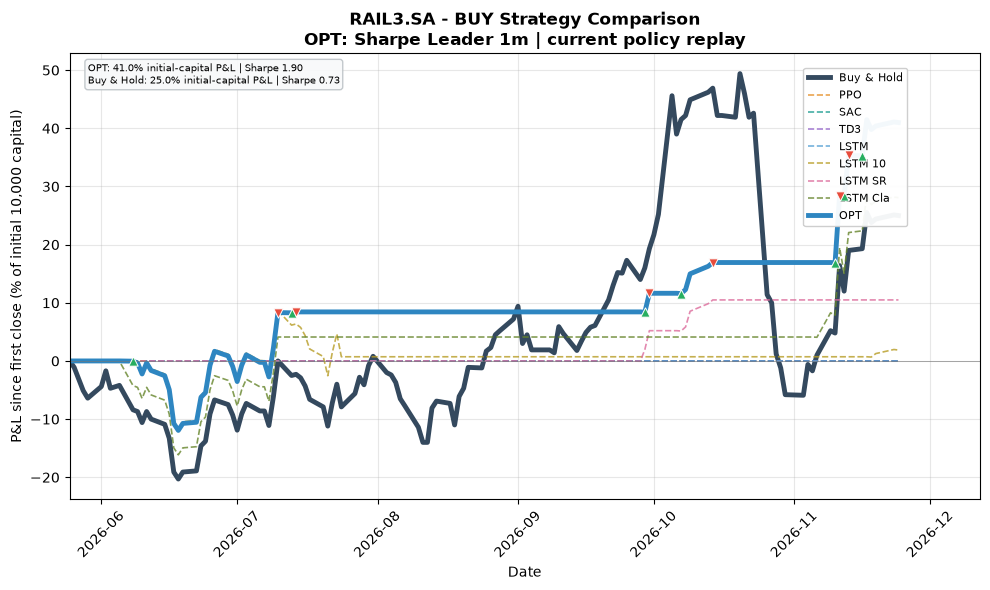 RAIL3.SA - BUY Strategy Comparison
OPT: Sharpe Leader 1m | current policy replay
OPT: 41.0% initial-capital P&L | Sharpe 1.90
Buy & Hold: 25.0% initial-capital P&L | Sharpe 0.73
Buy & Hold
PPO
SAC
TD3
LSTM
LSTM 10
LSTM SR
LSTM Cla
OPT
P&L since first close (% of initial 10,000 capital)
50
40
30
20
10
0
−10
−20
2026-06
2026-07
2026-08
2026-09
2026-10
2026-11
2026-12
Date